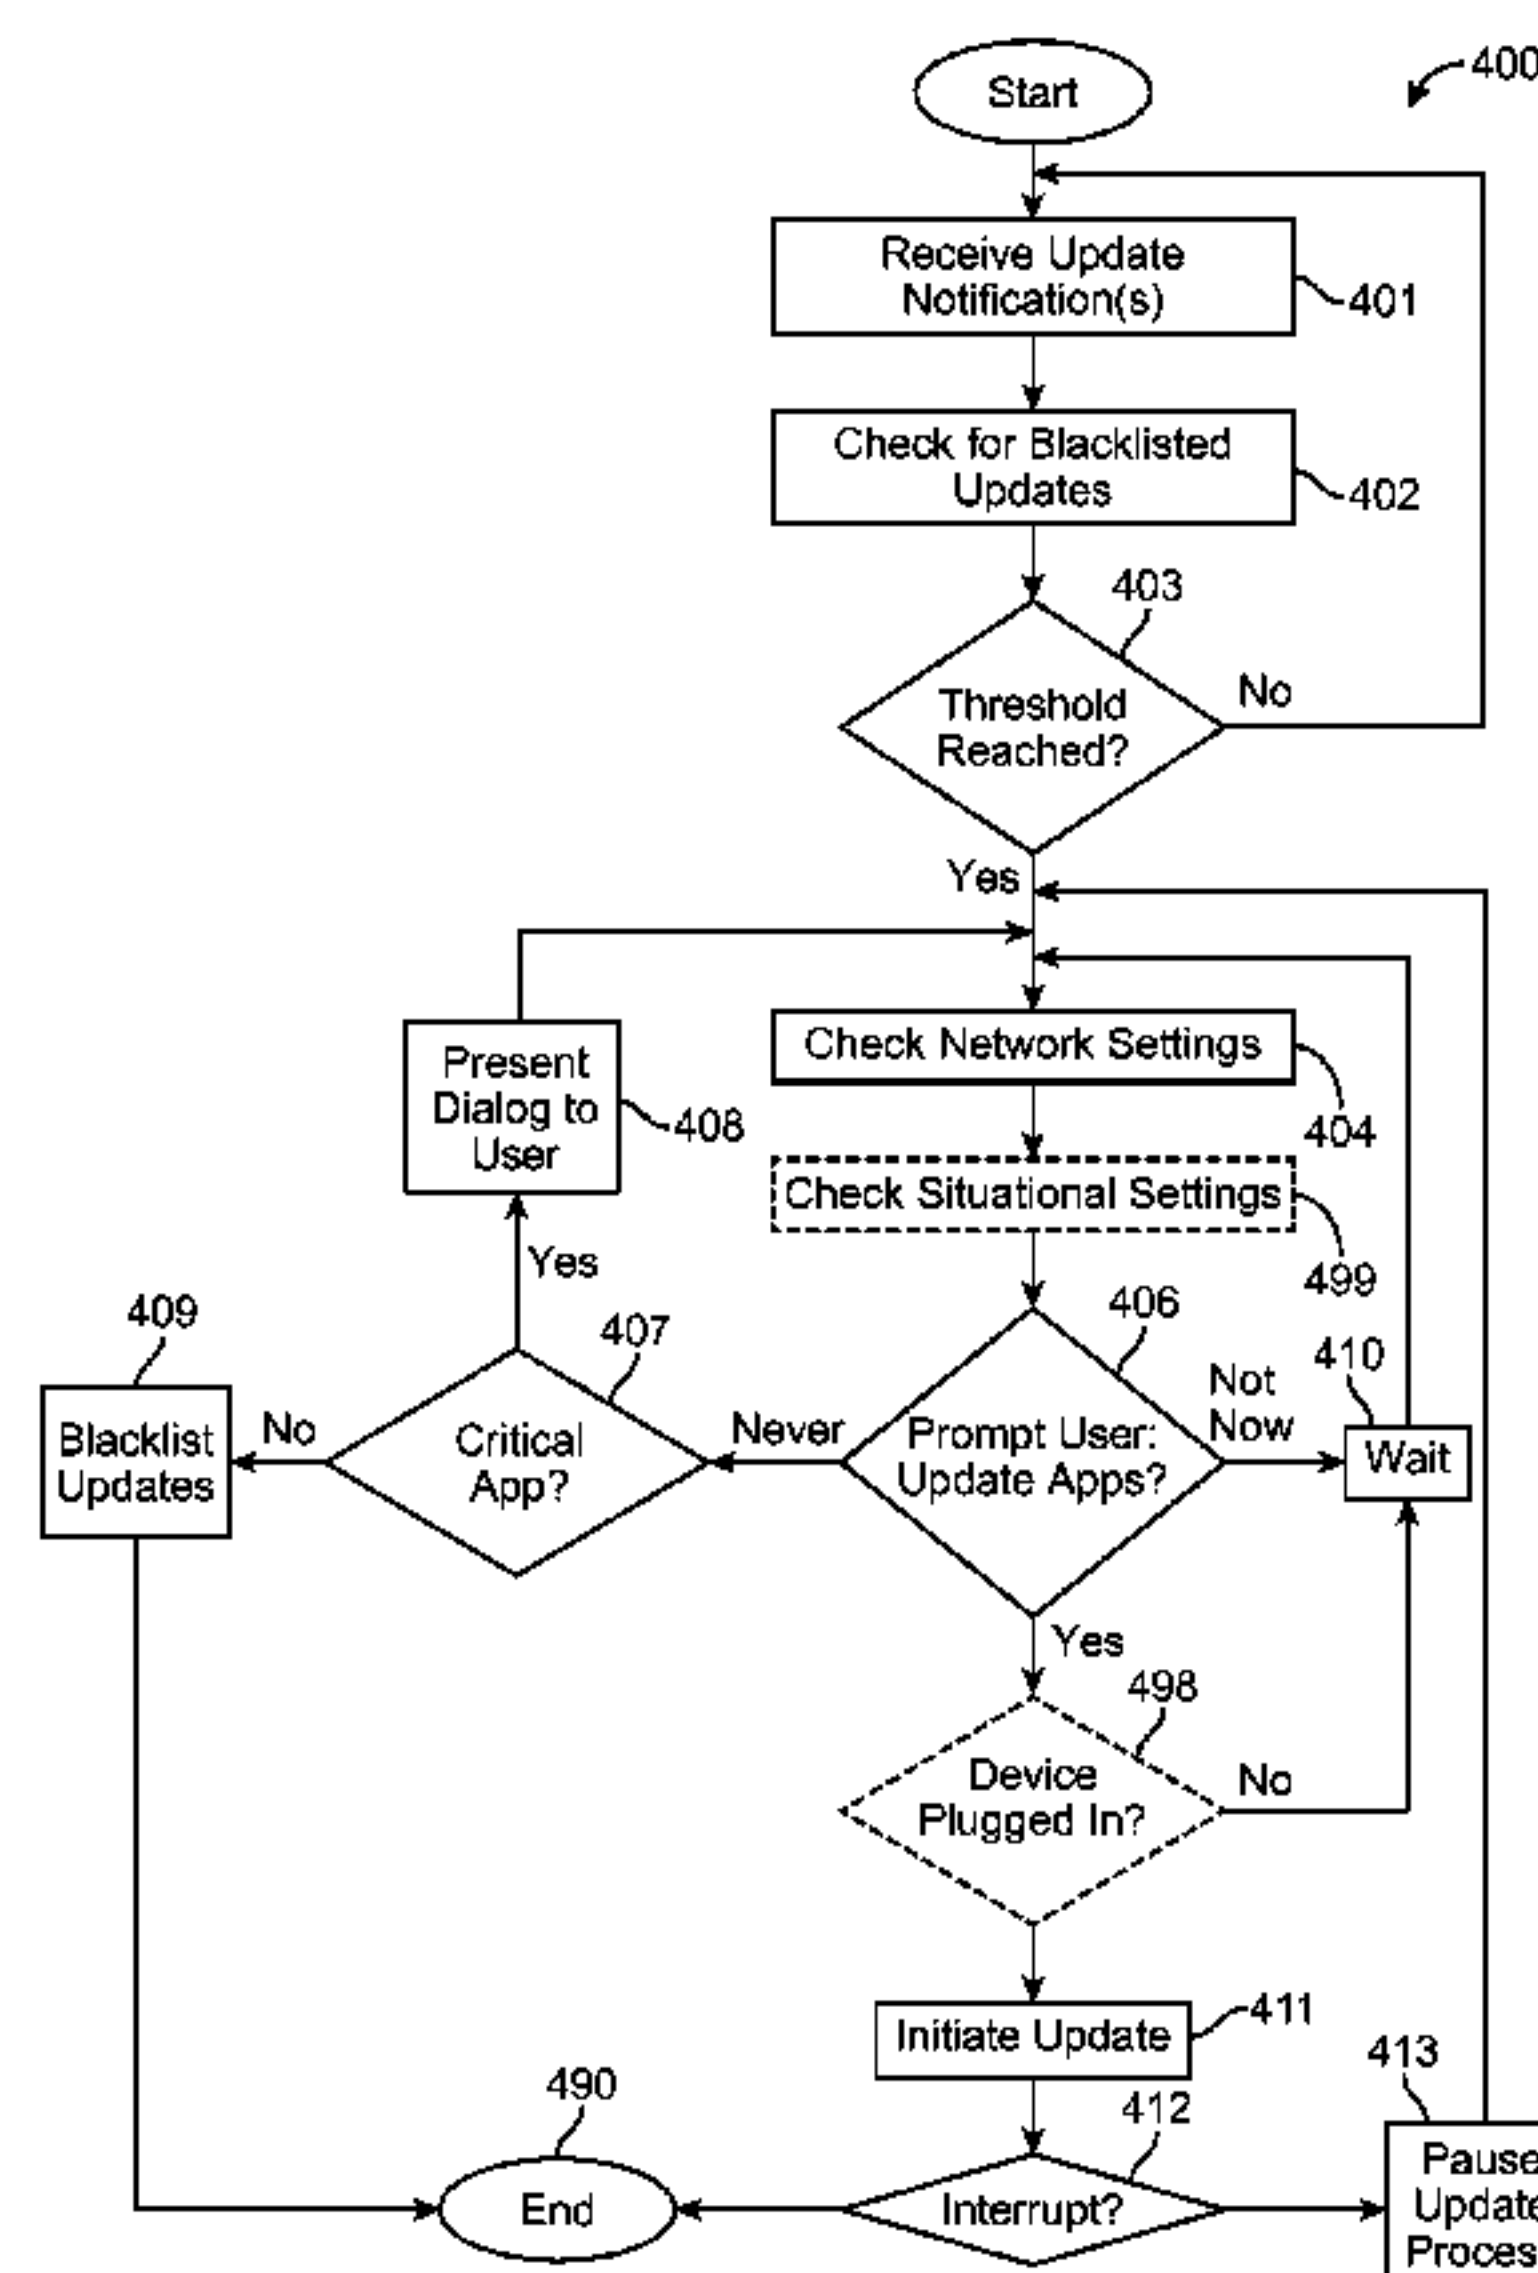 Start
400
Receive Update
Notification(s)
401
Check for Blacklisted
Updates
402
403
Threshold
Reached?
No
Yes
Check Network Settings
404
Present
Dialog to
User
408
Check Situational Settings
499
Yes
409
407
406
410
Blacklist
Updates
No
Critical
App?
Never
Prompt User:
Update Apps?
Not
Now
Wait
Yes
498
Device
Plugged In?
No
Initiate Update
411
413
490
412
End
Interrupt?
Pause
Update
Proces